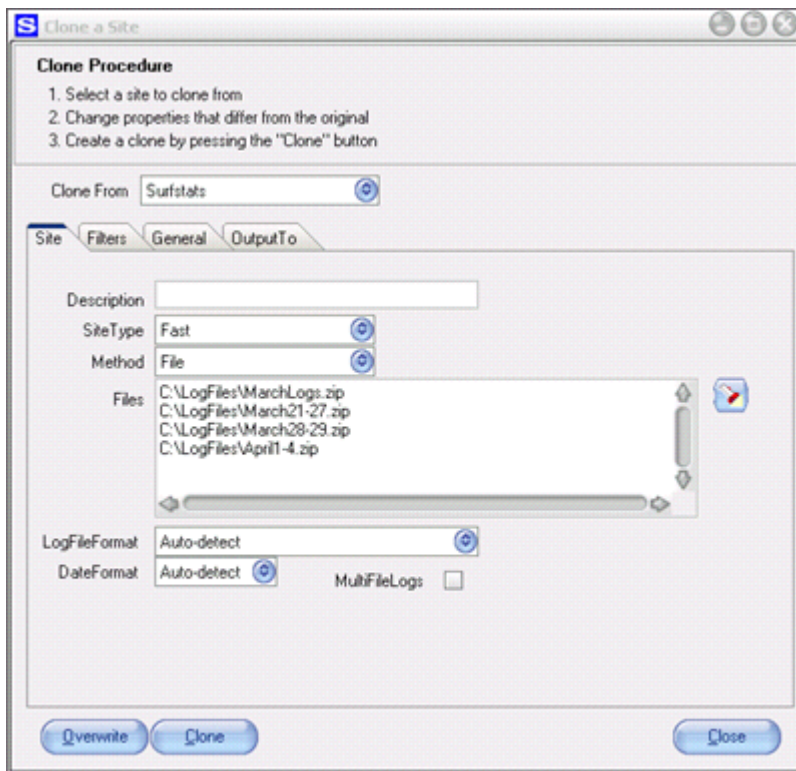 S Clone a Site
Clone Procedure
1. Select a site to clone from
2. Change properties that differ from the original
3. Create a clone by pressing the "Clone" button
Clone From Surfstats
Site Filters General OutputTo
Description
SiteType Fast
Method File
Files C:\LogFiles\MarchLogs.zip
C:\LogFiles\March21-27.zip
C:\LogFiles\March28-29.zip
C:\LogFiles\April1-4.zip
LogFileFormat Auto-detect
DateFormat Auto-detect MultiFileLogs
Overwrite Clone Close